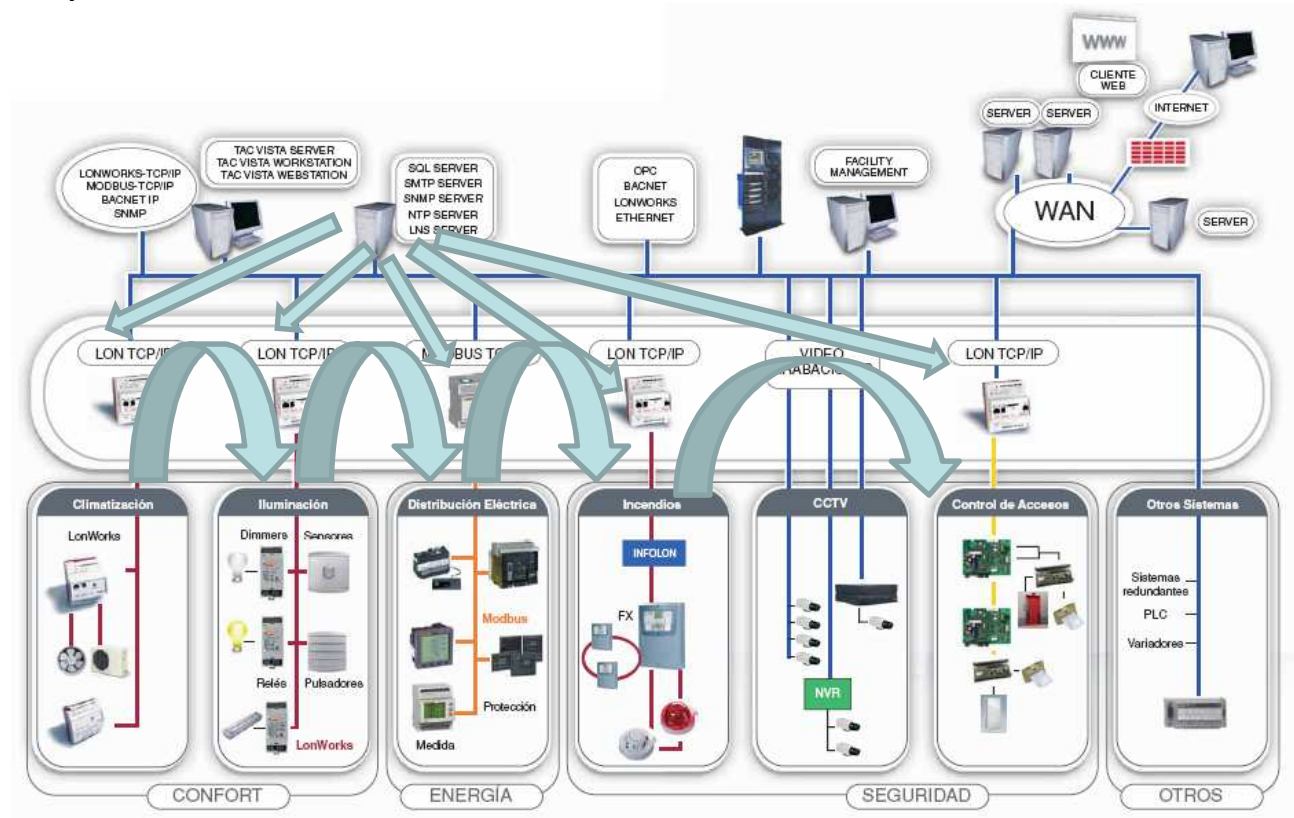 WWW
CLIENTE
WEB
INTERNET
SERVER
SERVER
TAC VISTA SERVER
TAC VISTA WORKSTATION
TAC VISTA WEBSTATION
LONWORKS-TCP/IP
MODBUS-TCP/IP
BACNET IP
SNMP
SQL SERVER
SMTP SERVER
SNMP SERVER
NTP SERVER
LNS SERVER
OPC
BACNET
LONWORKS
ETHERNET
FACILITY
MANAGEMENT
WAN
SERVER
LON TCP/IP
LON TCP/IP
MODBUS TC
LON TCP/IP
VIDEO
RABACI
LON TCP/IP
Climatización
LonWorks
Iluminación
Dimmers
Sensores
Relés
Pulsadores
LonWorks
Distribución Eléctrica
Modbus
Protección
Medida
Incendios
INFOLON
FX
CCTV
NVR
Control de Accesos
Otros Sistemas
Sistemas
redundantes
PLC
Variadores
CONFORT
ENERGÍA
SEGURIDAD
OTROS